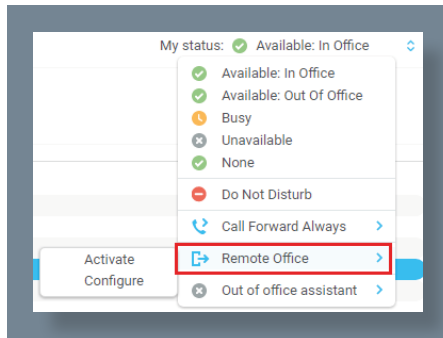 My status: Available: In Office
Available: In Office
Available: Out Of Office
Busy
Unavailable
None
Do Not Disturb
Call Forward Always
Remote Office
Activate
Configure
Out of office assistant